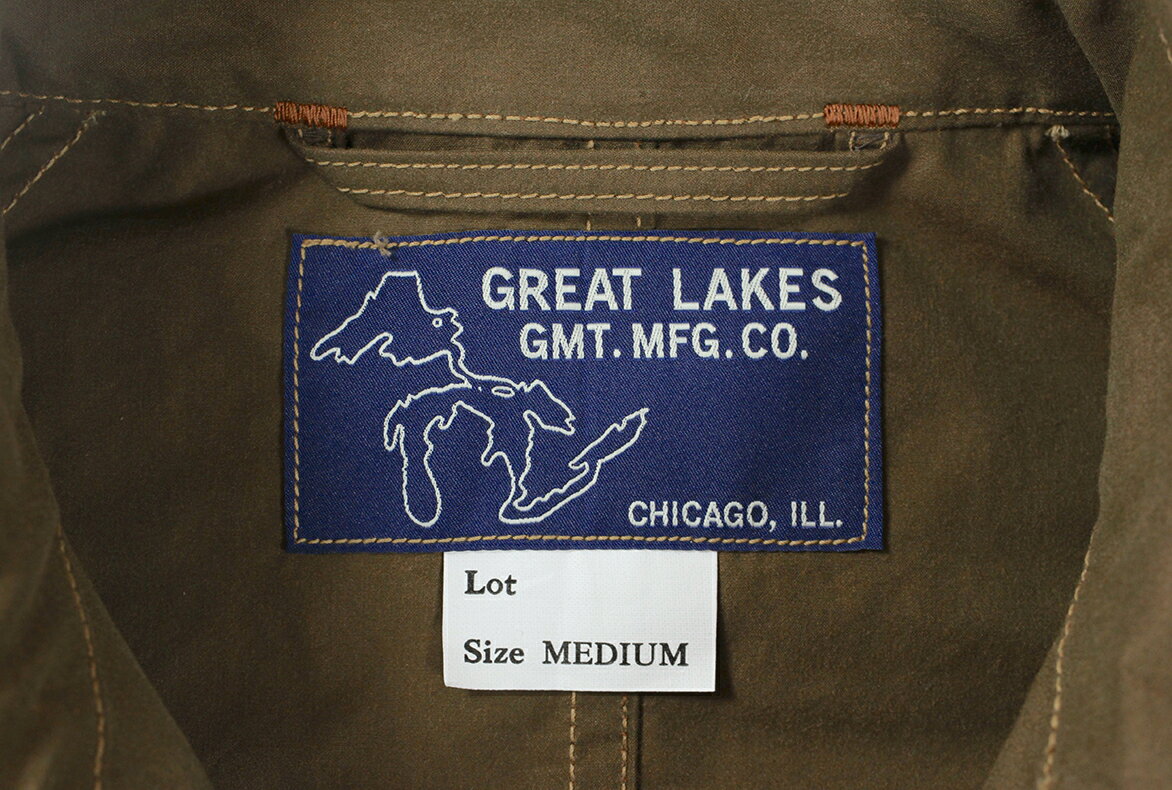 GREAT LAKES
GMT. MFG. CO.
CHICAGO, ILL.
Lot
Size MEDIUM